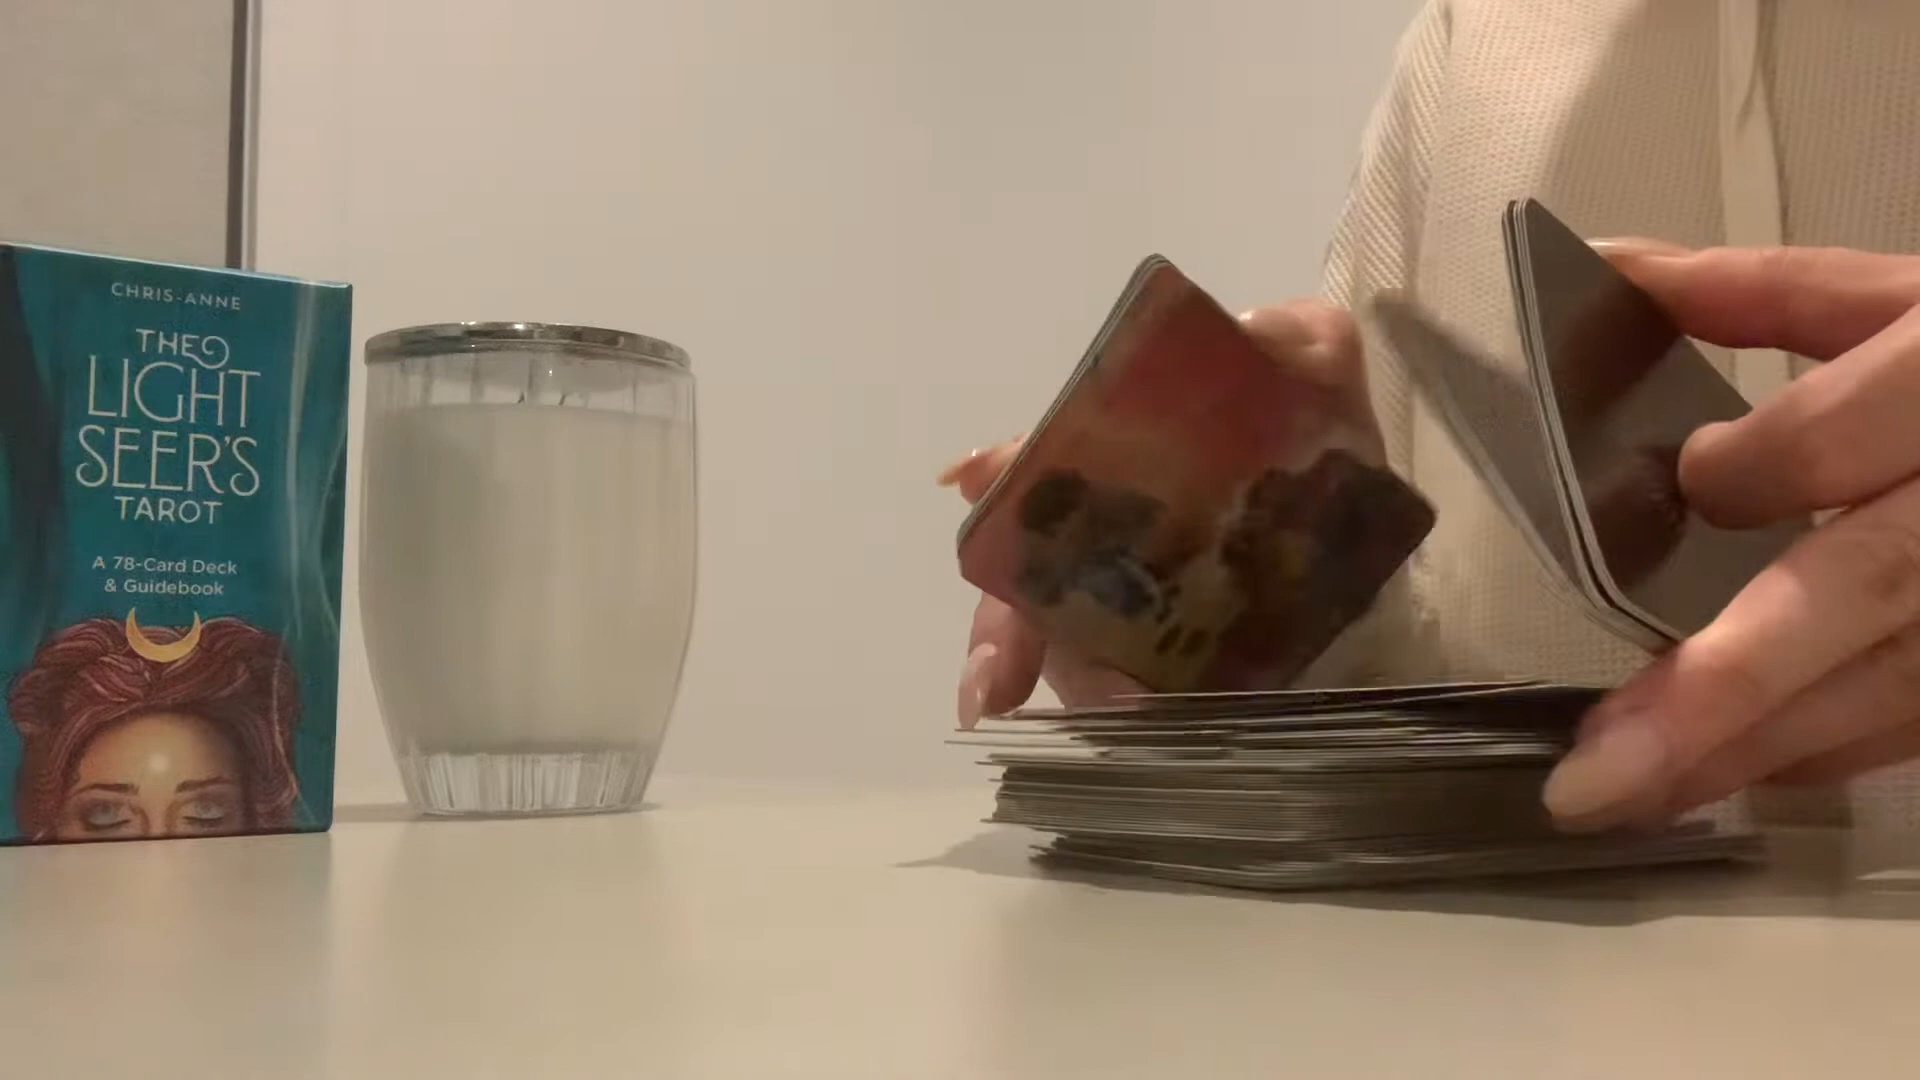 CHRIS-ANNE
THE
LIGHT
SEER'S
TAROT
A 78-Card Deck
& Guidebook